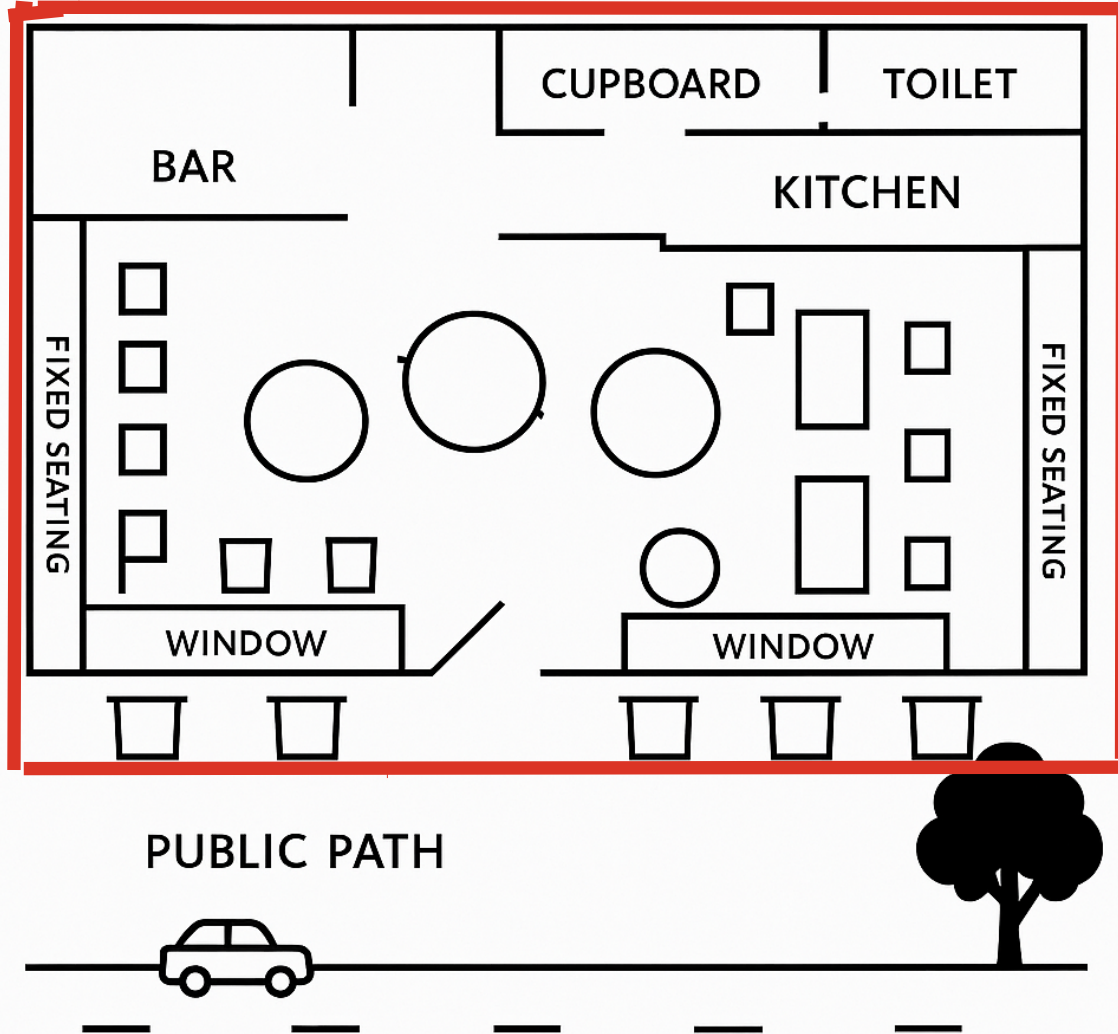 CUPBOARD
TOILET
BAR
KITCHEN
FIXED SEATING
FIXED SEATING
WINDOW
WINDOW
PUBLIC PATH